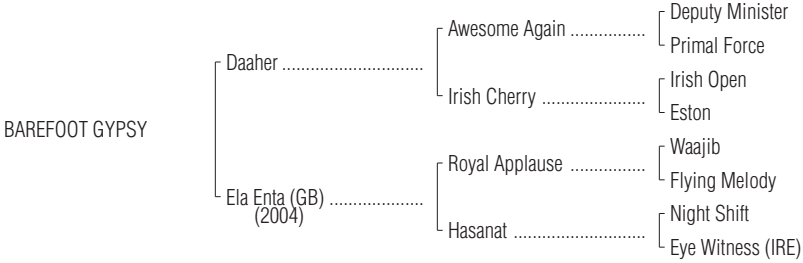 Deputy Minister
Awesome Again ................
Primal Force
Daaher .............................
Irish Open
Irish Cherry ......................
Eston
BAREFOOT GYPSY
Waajib
Royal Applause ................
Flying Melody
Ela Enta (GB) ....................
(2004)
Night Shift
Hasanat ............................
Eye Witness (IRE)